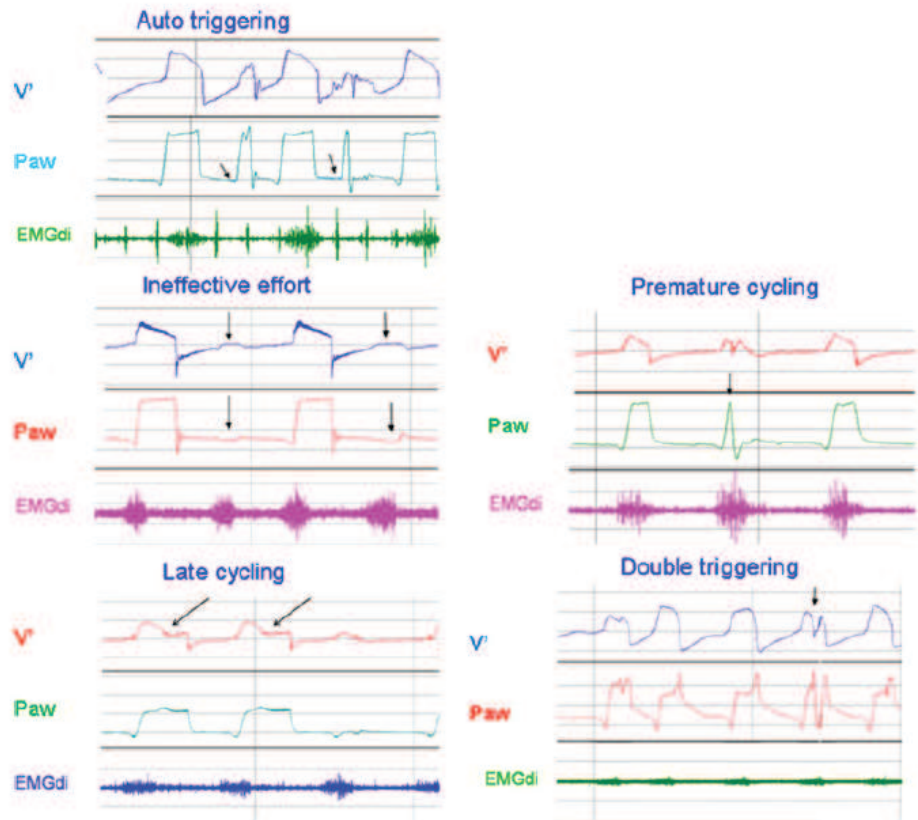 Auto triggering
V'
Paw
EMGdi
Ineffective effort
V'
Paw
EMGdi
Premature cycling
V'
Paw
EMGdi
Late cycling
V'
Paw
EMGdi
Double triggering
V'
Paw
EMGdi